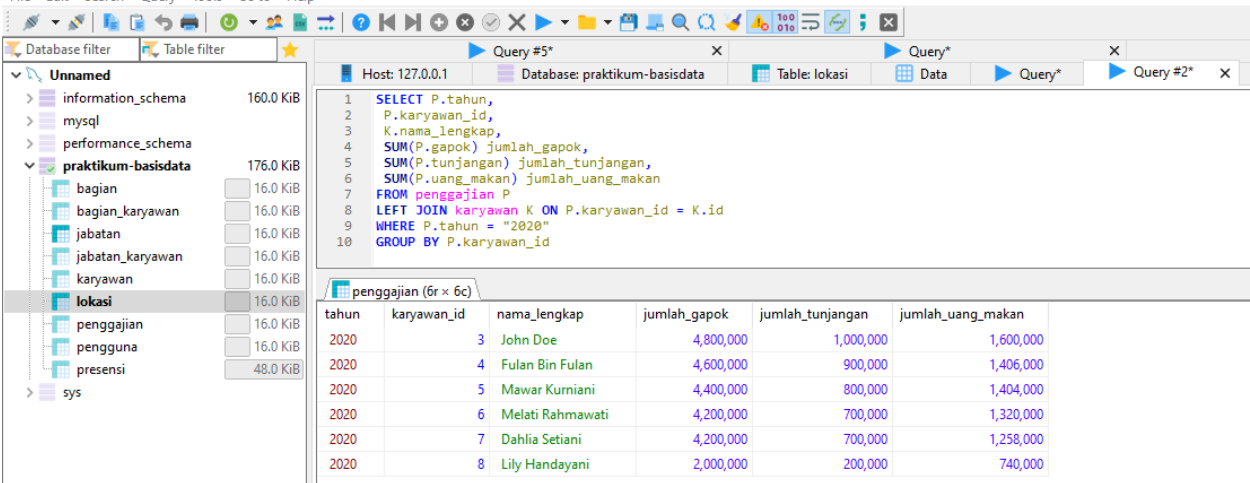 File Edit Search Query Tools Go to Help
Database filter Table filter
Query #5* Query*
Host: 127.0.0.1 Database: praktikum-basisdata Table: lokasi Data Query* Query #2*
Unnamed
information_schema 160.0 KiB
mysql
performance_schema
praktikum-basisdata 176.0 KiB
bagian 16.0 KiB
bagian_karyawan 16.0 KiB
jabatan 16.0 KiB
jabatan_karyawan 16.0 KiB
karyawan 16.0 KiB
lokasi 16.0 KiB
penggajian 16.0 KiB
pengguna 16.0 KiB
presensi 48.0 KiB
sys
1 SELECT P.tahun,
2 P.karyawan_id,
3 K.nama_lengkap,
4 SUM(P.gapok) jumlah_gapok,
5 SUM(P.tunjangan) jumlah_tunjangan,
6 SUM(P.uang_makan) jumlah_uang_makan
7 FROM penggajian P
8 LEFT JOIN karyawan K ON P.karyawan_id = K.id
9 WHERE P.tahun = "2020"
10 GROUP BY P.karyawan_id
penggajian (6r × 6c)
tahun karyawan_id nama_lengkap jumlah_gapok jumlah_tunjangan jumlah_uang_makan
2020 3 John Doe 4,800,000 1,000,000 1,600,000
2020 4 Fulan Bin Fulan 4,600,000 900,000 1,406,000
2020 5 Mawar Kurniani 4,400,000 800,000 1,404,000
2020 6 Melati Rahmawati 4,200,000 700,000 1,320,000
2020 7 Dahlia Setiani 4,200,000 700,000 1,258,000
2020 8 Lily Handayani 2,000,000 200,000 740,000